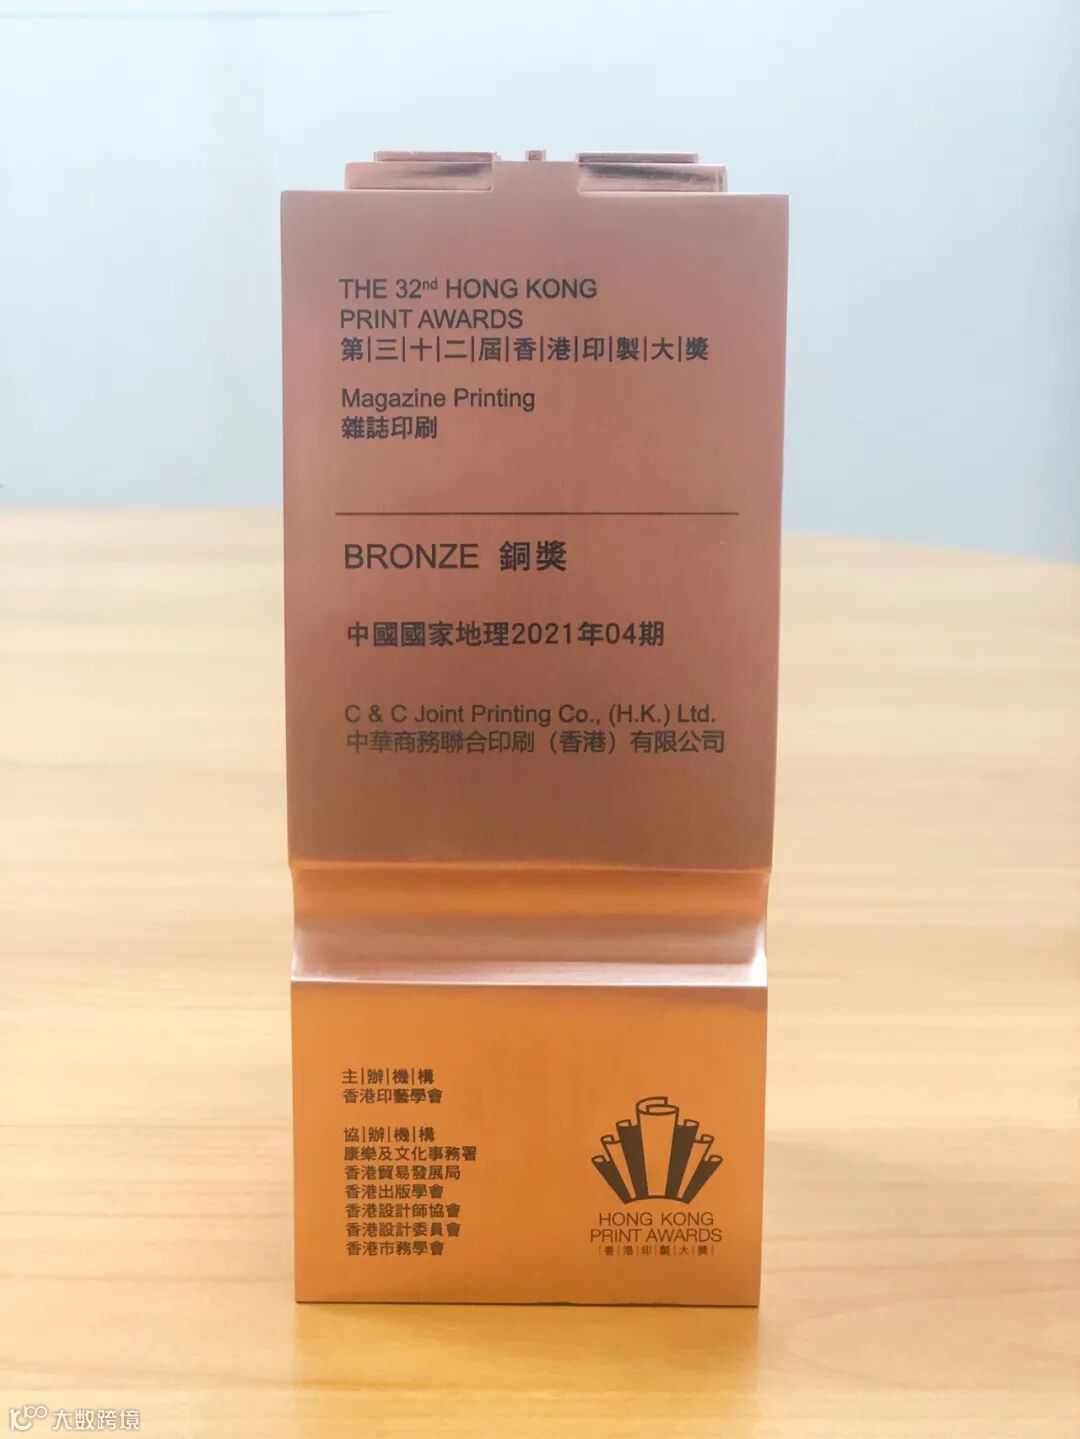 THE 32nd HONG KONG
PRINT AWARDS
第|三|十|二|屆|香|港|印|製|大|獎
Magazine Printing
雜誌印刷
BRONZE 銅獎
中國國家地理2021年04期
C & C Joint Printing Co., (H.K.) Ltd.
中華商務聯合印刷（香港）有限公司
主|辦|機|構
香港印藝學會
協|辦|機|構
康樂及文化事務署
香港貿易發展局
香港出版學會
香港設計師協會
香港設計委員會
香港市務學會
HONG KONG
PRINT AWARDS
|香|港|印|製|大|獎|
大数跨境